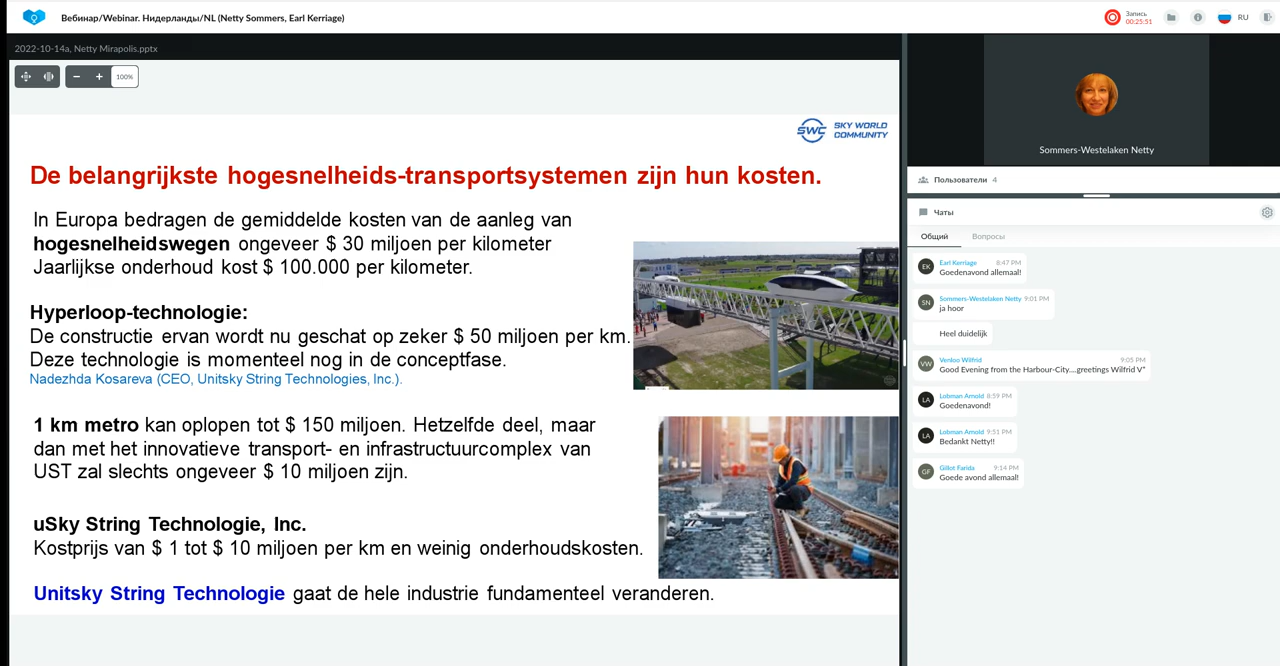 Вебинар/Webinar. Нидерланды/NL (Netty Sommers, Earl Kerriage)
Запись
00:25:51
RU
2022-10-14a, Netty Mirapolis.pptx
100%
SWC SKY WORLD
COMMUNITY
De belangrijkste hogesnelheids-transportsystemen zijn hun kosten.
In Europa bedragen de gemiddelde kosten van de aanleg van
hogesnelheidswegen ongeveer $ 30 miljoen per kilometer
Jaarlijkse onderhoud kost $ 100.000 per kilometer.
Hyperloop-technologie:
De constructie ervan wordt nu geschat op zeker $ 50 miljoen per km.
Deze technologie is momenteel nog in de conceptfase.
Nadezhda Kosareva (CEO, Unitsky String Technologies, Inc.).
1 km metro kan oplopen tot $ 150 miljoen. Hetzelfde deel, maar
dan met het innovatieve transport- en infrastructuurcomplex van
UST zal slechts ongeveer $ 10 miljoen zijn.
uSky String Technologie, Inc.
Kostprijs van $ 1 tot $ 10 miljoen per km en weinig onderhoudskosten.
Unitsky String Technologie gaat de hele industrie fundamenteel veranderen.
Sommers-Westelaken Netty
Пользователи 4
Чаты
Общий Вопросы
EK Earl Kerriage 8:47 PM
Goedenavond allemaal!
SN Sommers-Westelaken Netty 9:01 PM
ja hoor
Heel duidelijk
VW Venloo Wilfrid 9:05 PM
Good Evening from the Harbour-City....greetings Wilfrid V"
LA Lobman Arnold 8:59 PM
Goedenavond!
LA Lobman Arnold 9:51 PM
Bedankt Netty!!
GF Gillot Farida 9:14 PM
Goede avond allemaal!